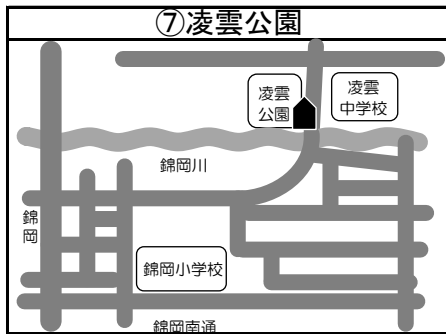 ⑦凌雲公園
凌雲
公園
凌雲
中学校
錦岡川
錦岡
錦岡小学校
錦岡南通